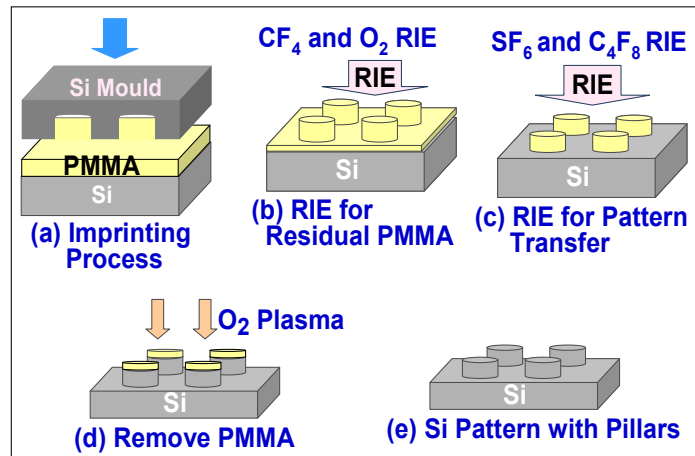 Si Mould
PMMA
Si
(a) Imprinting
Process
CF4 and O2 RIE
RIE
Si
(b) RIE for
Residual PMMA
SF6 and C4F8 RIE
RIE
Si
(c) RIE for Pattern
Transfer
O2 Plasma
Si
(d) Remove PMMA
Si
(e) Si Pattern with Pillars